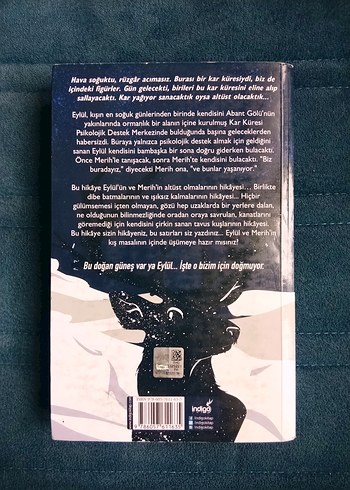 Hava soğuktu, rüzgâr acımasız. Burası bir kar küresiydi, biz de
içindeki figürler. Gün gelecekti, birileri bu kar küresini eline alıp
sallayacaktı. Kar yağıyor sanacaktık oysa altüst olacaktık...
Eylül, kışın en soğuk günlerinden birinde kendisini Abant Gölü'nün
yakınlarında ormanlık bir alanın içine kurulmuş Kar Küresi
Psikolojik Destek Merkezinde bulduğunda başına geleceklerden
habersizdi. Buraya yalnızca psikolojik destek almak için geldiğini
sanan Eylül kendini bambaşka bir sona doğru giderken bulacaktı.
Önce Merih'le tanışacak, sonra Merih'te kendisini bulacaktı. "Biz
buradayız," diyecekti Merih ona, "ve bunlar yaşanıyor."
Bu hikâye Eylül'ün ve Merih'in altüst olmalarının hikâyesi... Birlikte
dibe batmalarının ve ışıksız kalmalarının hikâyesi... Hiçbir
gülümsemesi içten olmayan, gözü hep uzaklarda bir yerlere dalan,
ne olduğunun bilinmezliğinde oradan oraya savrulan, kanatlarını
göremediği için kendisini çirkin sanan tavus kuşlarının hikâyesi.
Bu hikâye sizin hikâyeniz, bu satırları siz yazdınız... Eylül ve Merih'in
kış masalının içinde üşümeye hazır mısınız!
Bu doğan güneş var ya Eylül... İşte o bizim için doğmuyor.
indigo
/indigokitap
/indigokitap
/indigokitap
9 786057 611635